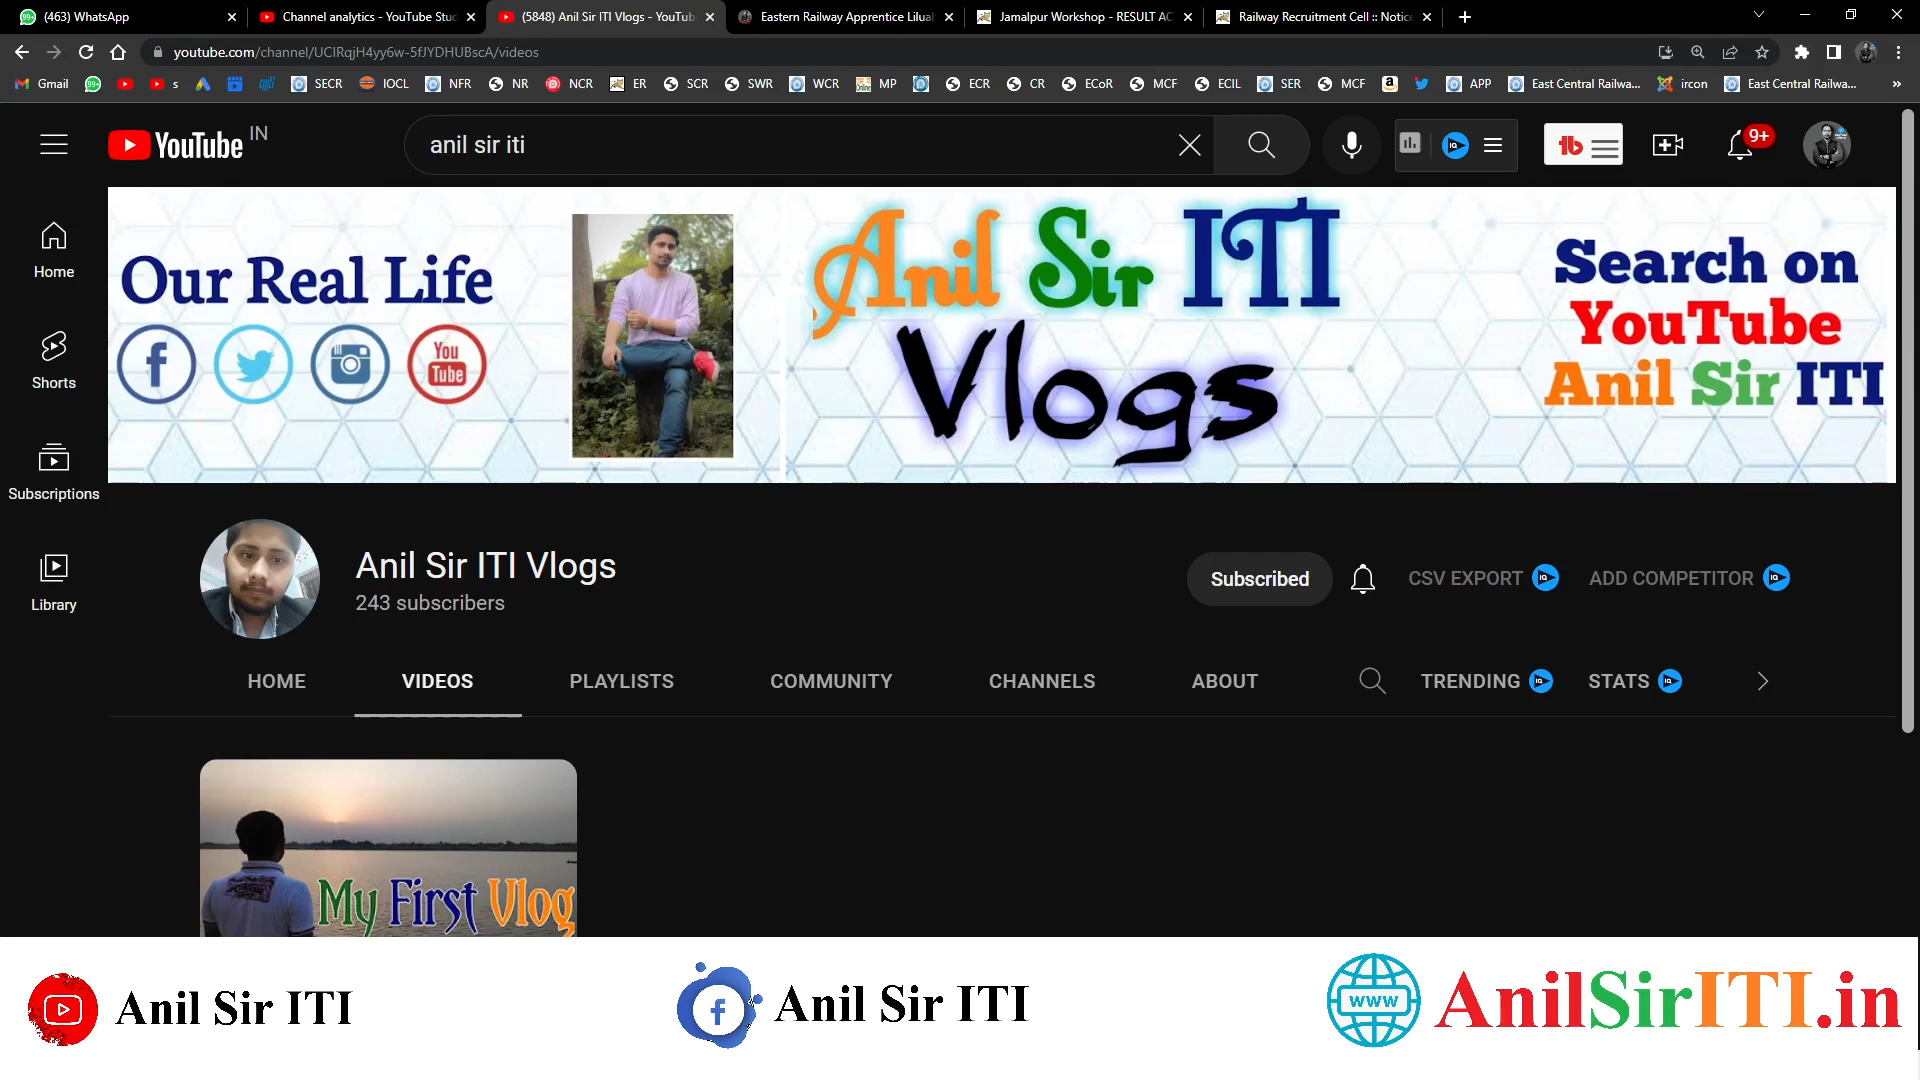 (463) WhatsApp
Channel analytics - YouTube Stu
(5848) Anil Sir ITI Vlogs - YouTub
Eastern Railway Apprentice Lilua
Jamalpur Workshop - RESULT AC
Railway Recruitment Cell :: Notic
youtube.com/channel/UCIRqjH4yy6w-5fJYDHUBscA/videos
Gmail
s
SECR
IOCL
NFR
NR
NCR
ER
SCR
SWR
WCR
MP
ECR
CR
ECoR
MCF
ECIL
SER
MCF
APP
East Central Railwa...
ircon
East Central Railwa...
YouTube IN
anil sir iti
9+
Home
Shorts
Subscriptions
Library
Our Real Life
You
Tube
Anil Sir ITI
Vlogs
Search on
YouTube
Anil Sir ITI
Anil Sir ITI Vlogs
243 subscribers
Subscribed
CSV EXPORT
ADD COMPETITOR
HOME
VIDEOS
PLAYLISTS
COMMUNITY
CHANNELS
ABOUT
TRENDING
STATS
My First Vlog
Anil Sir ITI
Anil Sir ITI
www
AnilSirITI.in